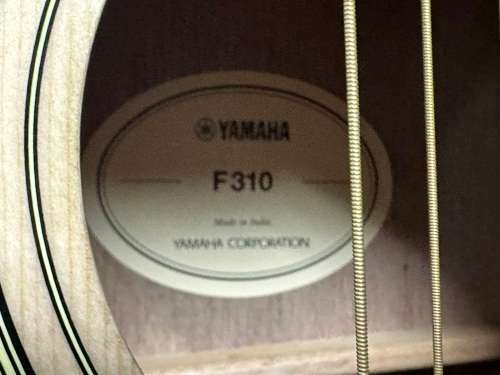 YAMAHA
F310
Made in India
YAMAHA CORPORATION